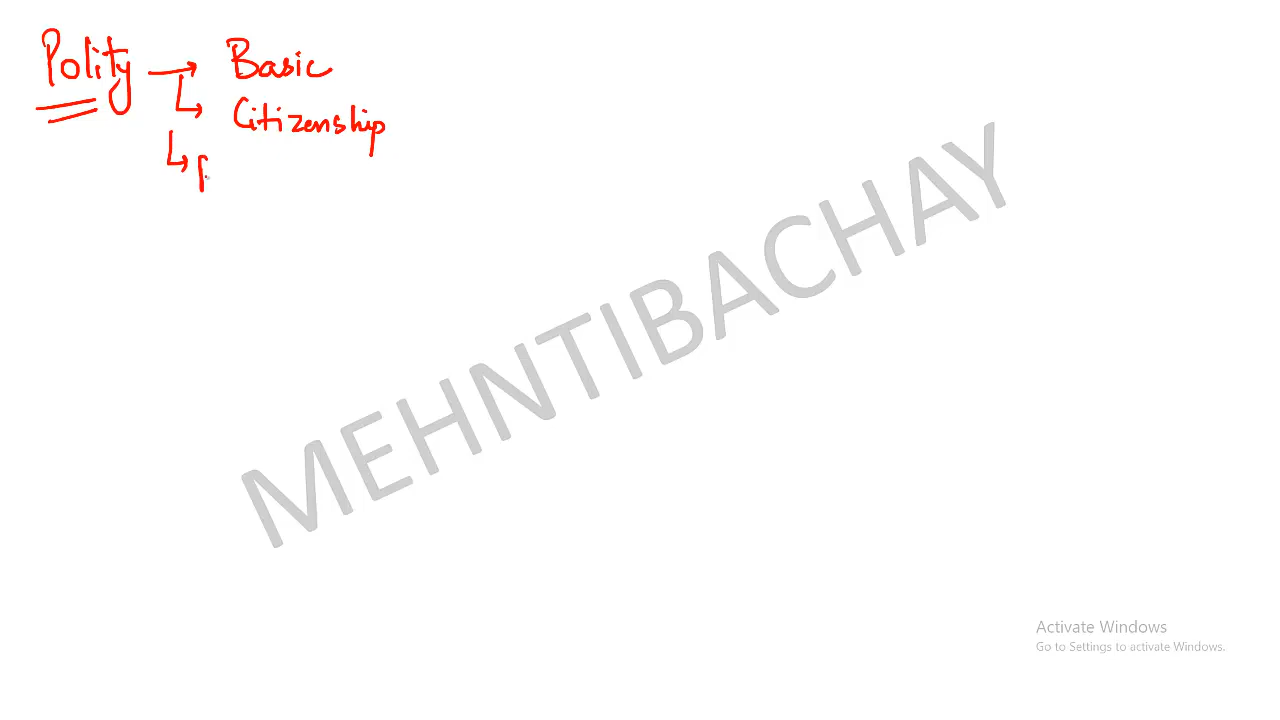 Polity → Basic
↳ Citizenship
↳
MEHNTIBACHAY
Activate Windows
Go to Settings to activate Windows.